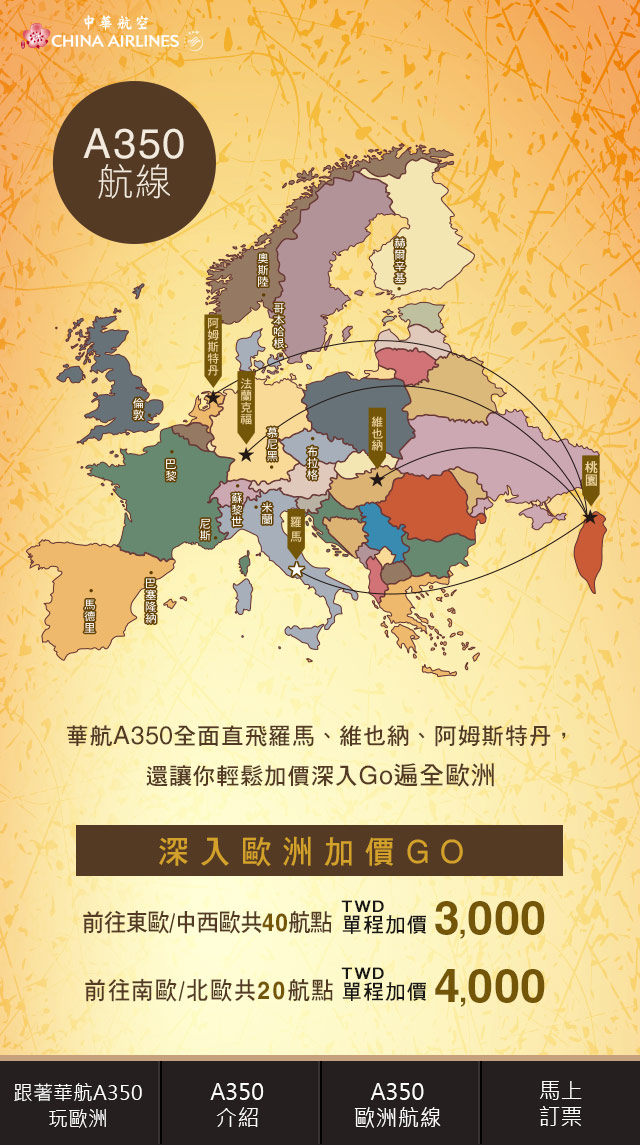 中華航空
CHINA AIRLINES
A350
航線
赫爾辛基
奧斯陸
哥本哈根
阿姆斯特丹
法蘭克福
倫敦
維也納
慕尼黑
布拉格
巴黎
桃園
蘇黎世
米蘭
尼斯
羅馬
巴塞隆納
馬德里
華航A350全面直飛羅馬、維也納、阿姆斯特丹，
還讓你輕鬆加價深入Go遍全歐洲
深入歐洲加價GO
前往東歐/中西歐共40航點 TWD 單程加價 3,000
前往南歐/北歐共20航點 TWD 單程加價 4,000
跟著華航A350
玩歐洲
A350
介紹
A350
歐洲航線
馬上
訂票